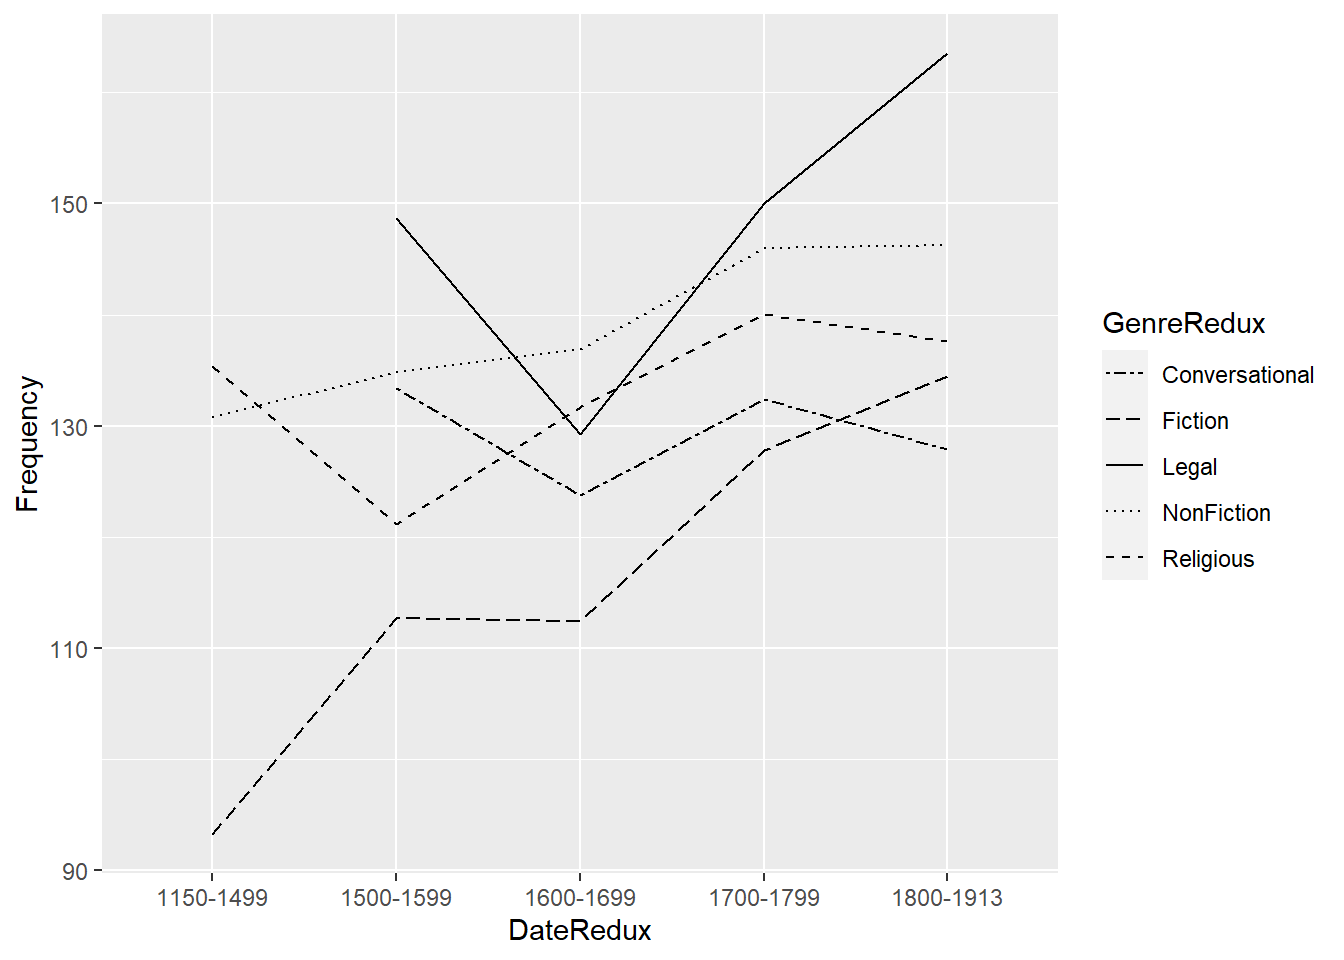 Frequency
150
130
110
90
1150-1499
1500-1599
1600-1699
1700-1799
1800-1913
DateRedux
GenreRedux
Conversational
Fiction
Legal
NonFiction
Religious